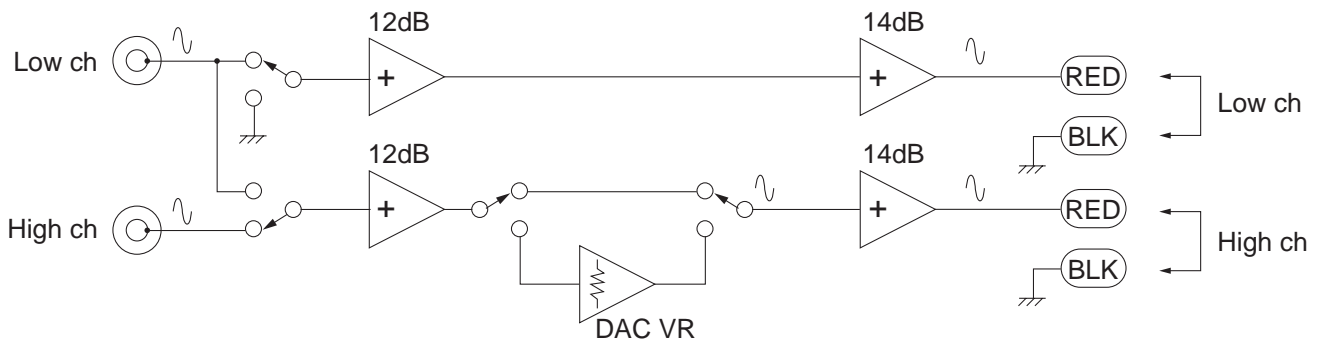 12dB
14dB
Low ch
+
+
RED
Low ch
BLK
12dB
14dB
High ch
+
+
RED
High ch
BLK
DAC VR